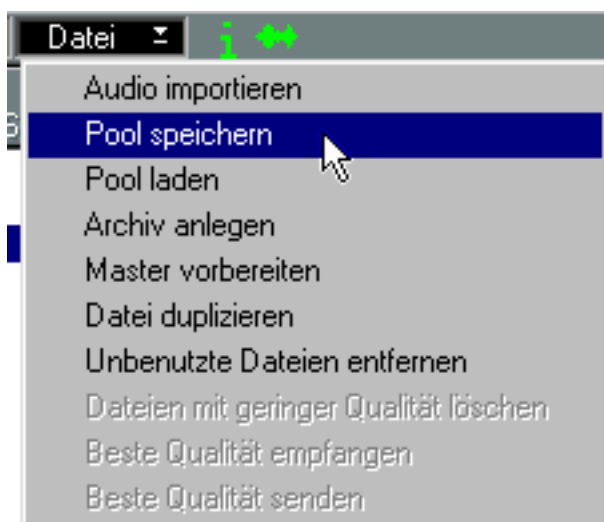 Datei
Audio importieren
Pool speichern
Pool laden
Archiv anlegen
Master vorbereiten
Datei duplizieren
Unbenutzte Dateien entfernen
Dateien mit geringer Qualität löschen
Beste Qualität empfangen
Beste Qualität senden